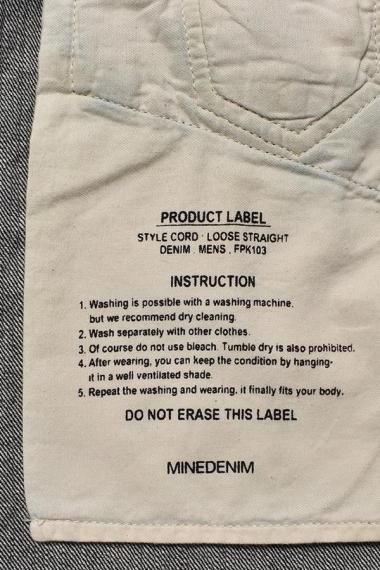 PRODUCT LABEL
STYLE CORD · LOOSE STRAIGHT
DENIM . MENS . FPK103
INSTRUCTION
1. Washing is possible with a washing machine.
but we recommend dry cleaning.
2. Wash separately with other clothes.
3. Of course do not use bleach. Tumble dry is also prohibited.
4. After wearing, you can keep the condition by hanging-
it in a well ventilated shade.
5. Repeat the washing and wearing, it finally fits your body.
DO NOT ERASE THIS LABEL
MINEDENIM